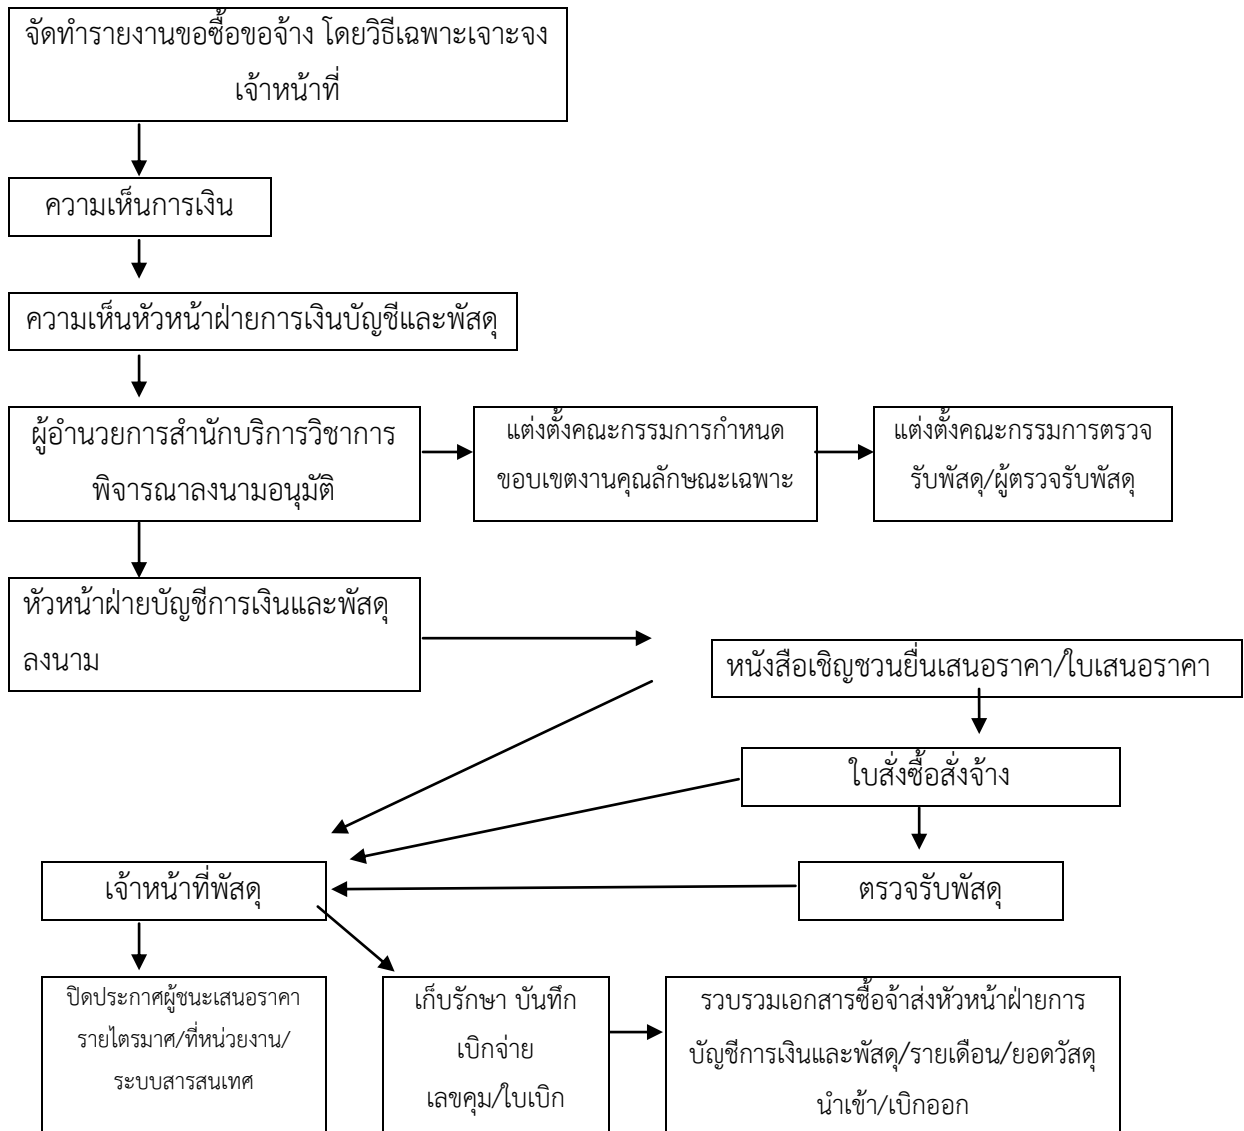 จัดทำรายงานขอซื้อขอจ้าง โดยวิธีเฉพาะเจาะจง
เจ้าหน้าที่
ความเห็นการเงิน
ความเห็นหัวหน้าฝ่ายการเงินบัญชีและพัสดุ
ผู้อำนวยการสำนักบริการวิชาการ
พิจารณาลงนามอนุมัติ
แต่งตั้งคณะกรรมการกำหนด
ขอบเขตงานคุณลักษณะเฉพาะ
แต่งตั้งคณะกรรมการตรวจ
รับพัสดุ/ผู้ตรวจรับพัสดุ
หัวหน้าฝ่ายบัญชีการเงินและพัสดุ
ลงนาม
หนังสือเชิญชวนยื่นเสนอราคา/ใบเสนอราคา
ใบสั่งซื้อสั่งจ้าง
เจ้าหน้าที่พัสดุ
ตรวจรับพัสดุ
ปิดประกาศผู้ชนะเสนอราคา
รายไตรมาศ/ที่หน่วยงาน/
ระบบสารสนเทศ
เก็บรักษา บันทึก
เบิกจ่าย
เลขคุม/ใบเบิก
รวบรวมเอกสารซื้อจ้าส่งหัวหน้าฝ่ายการ
บัญชีการเงินและพัสดุ/รายเดือน/ยอดวัสดุ
นำเข้า/เบิกออก